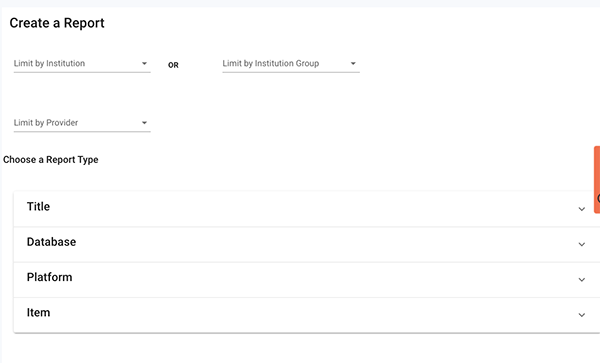 Create a Report
Limit by Institution OR Limit by Institution Group
Limit by Provider
Choose a Report Type
Title
Database
Platform
Item